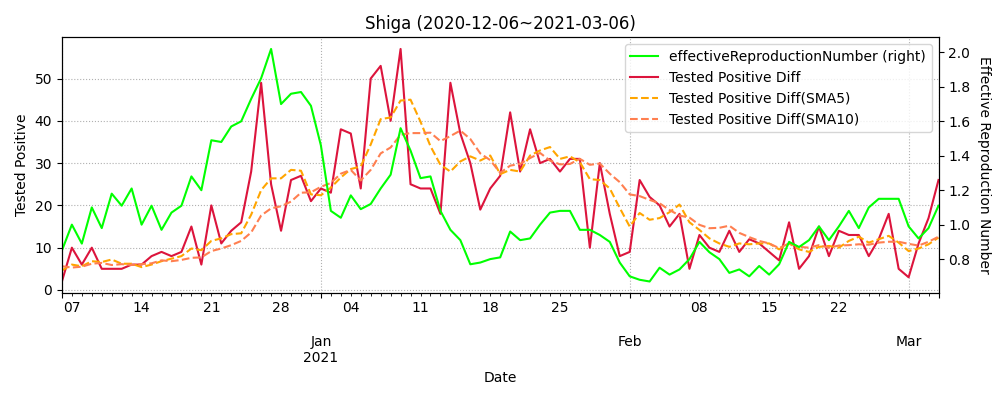 Shiga (2020-12-06~2021-03-06)
effectiveReproductionNumber (right)
Tested Positive Diff
Tested Positive Diff(SMA5)
Tested Positive Diff(SMA10)
Tested Positive
50
40
30
20
10
0
2.0
1.8
1.6
1.4
1.2
1.0
0.8
Effective Reproduction Number
07 14 21 28 04 11 18 25 08 15 22
Jan Feb Mar
2021
Date